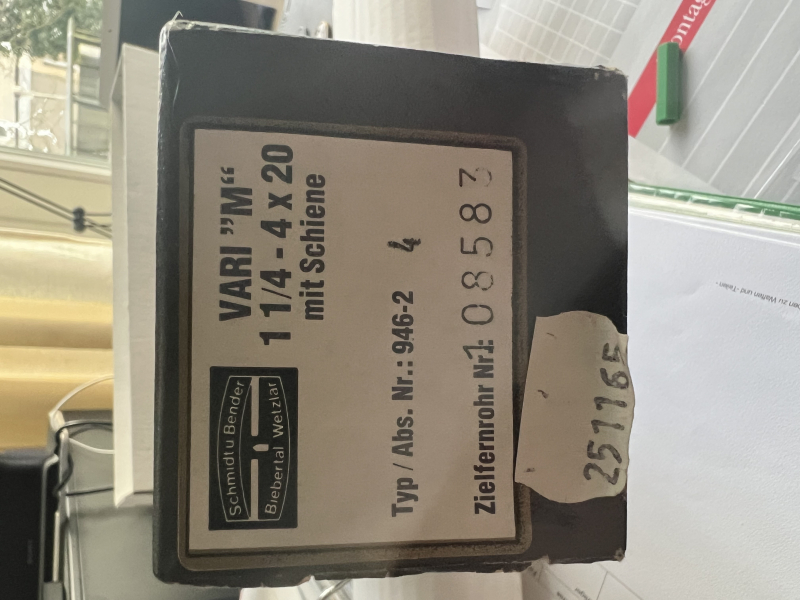 Schmidt u Bender
Biebertal Wetzlar
VARI "M“
1 1/4 - 4 x 20
mit Schiene
Typ / Abs. Nr.: 946-2 4
Zielfernrohr Nr.: 108583
251165